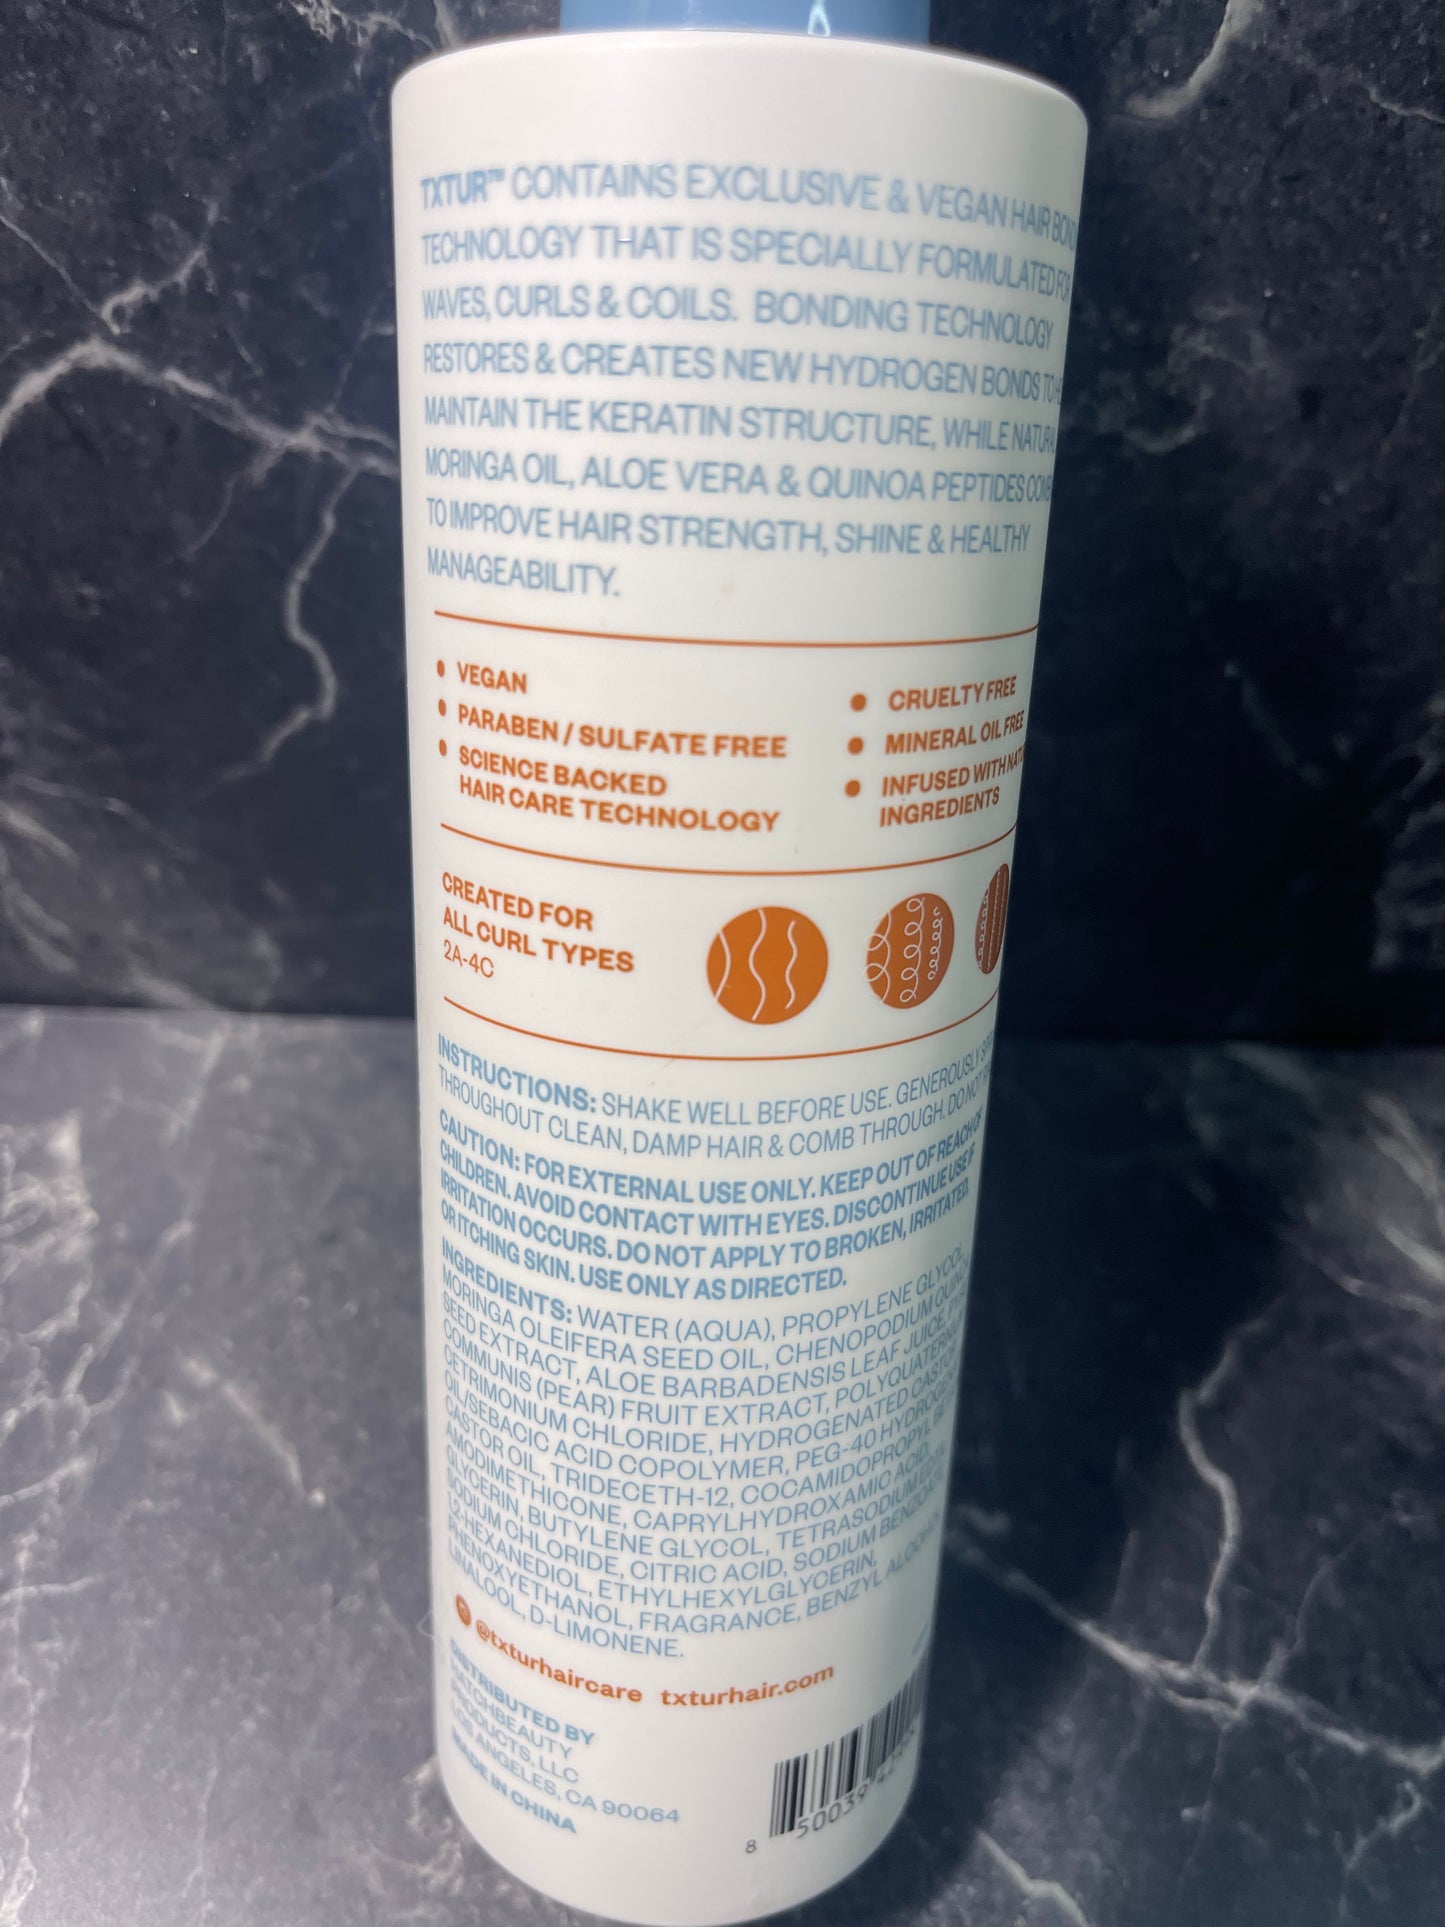 TXTUR™ CONTAINS EXCLUSIVE & VEGAN HAIR
TECHNOLOGY THAT IS SPECIALLY FORMULATED FOR
WAVES, CURLS & COILS. BONDING TECHNOLOGY
RESTORES & CREATES NEW HYDROGEN BONDS TO
MAINTAIN THE KERATIN STRUCTURE, WHILE NATURAL
MORINGA OIL, ALOE VERA & QUINOA PEPTIDES
TO IMPROVE HAIR STRENGTH, SHINE & HEALTHY
MANAGEABILITY.
• VEGAN
• PARABEN / SULFATE FREE
• SCIENCE BACKED
HAIR CARE TECHNOLOGY
• CRUELTY FREE
• MINERAL OIL FREE
• INFUSED WITH
INGREDIENTS
CREATED FOR
ALL CURL TYPES
2A-4C
INSTRUCTIONS: SHAKE WELL BEFORE USE. GENEROUSLY
THROUGHOUT CLEAN, DAMP HAIR & COMB THROUGH. DO NOT
CAUTION: FOR EXTERNAL USE ONLY. KEEP OUT OF REACH OF
CHILDREN. AVOID CONTACT WITH EYES. DISCONTINUE USE IF
IRRITATION OCCURS. DO NOT APPLY TO BROKEN, IRRITATED,
OR ITCHING SKIN. USE ONLY AS DIRECTED.
INGREDIENTS: WATER (AQUA), PROPYLENE GLYCOL,
MORINGA OLEIFERA SEED OIL, CHENOPODIUM QUINOA
SEED EXTRACT, ALOE BARBADENSIS LEAF JUICE,
COMMUNIS (PEAR) FRUIT EXTRACT,
CETRIMONIUM CHLORIDE, HYDROGENATED CASTOR
OIL/SEBACIC ACID COPOLYMER, PEG-40
CASTOR OIL, TRIDECETH-12, COCAMIDOPROPYL
AMODIMETHICONE, CAPRYLHYDROXAMIC ACID,
GLYCERIN, BUTYLENE GLYCOL, TETRASODIUM EDTA,
SODIUM CHLORIDE, CITRIC ACID, SODIUM BENZOATE,
1,2-HEXANEDIOL, ETHYLHEXYLGLYCERIN,
PHENOXYETHANOL, FRAGRANCE, BENZYL ALCOHOL,
LINALOOL, D-LIMONENE.
@txturhaircare txturhair.com
DISTRIBUTED BY
HATCHBEAUTY
PRODUCTS, LLC
LOS ANGELES, CA 90064
MADE IN CHINA
8 50039